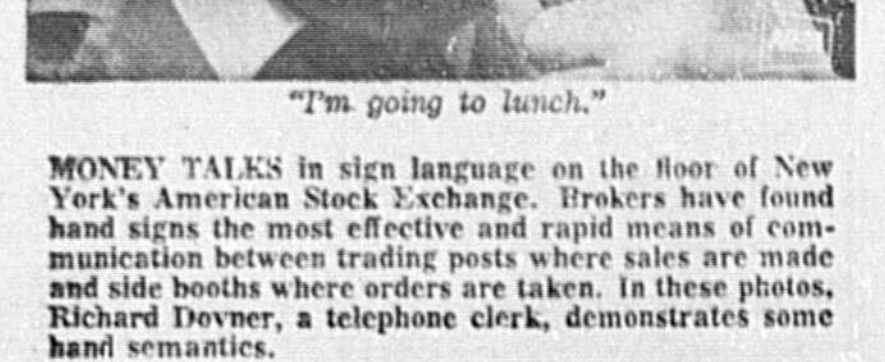 "I'm going to lunch."
MONEY TALKS in sign language on the floor of New
York's American Stock Exchange. Brokers have found
hand signs the most effective and rapid means of com-
munication between trading posts where sales are made
and side booths where orders are taken. In these photos,
Richard Dovner, a telephone clerk, demonstrates some
hand semantics.